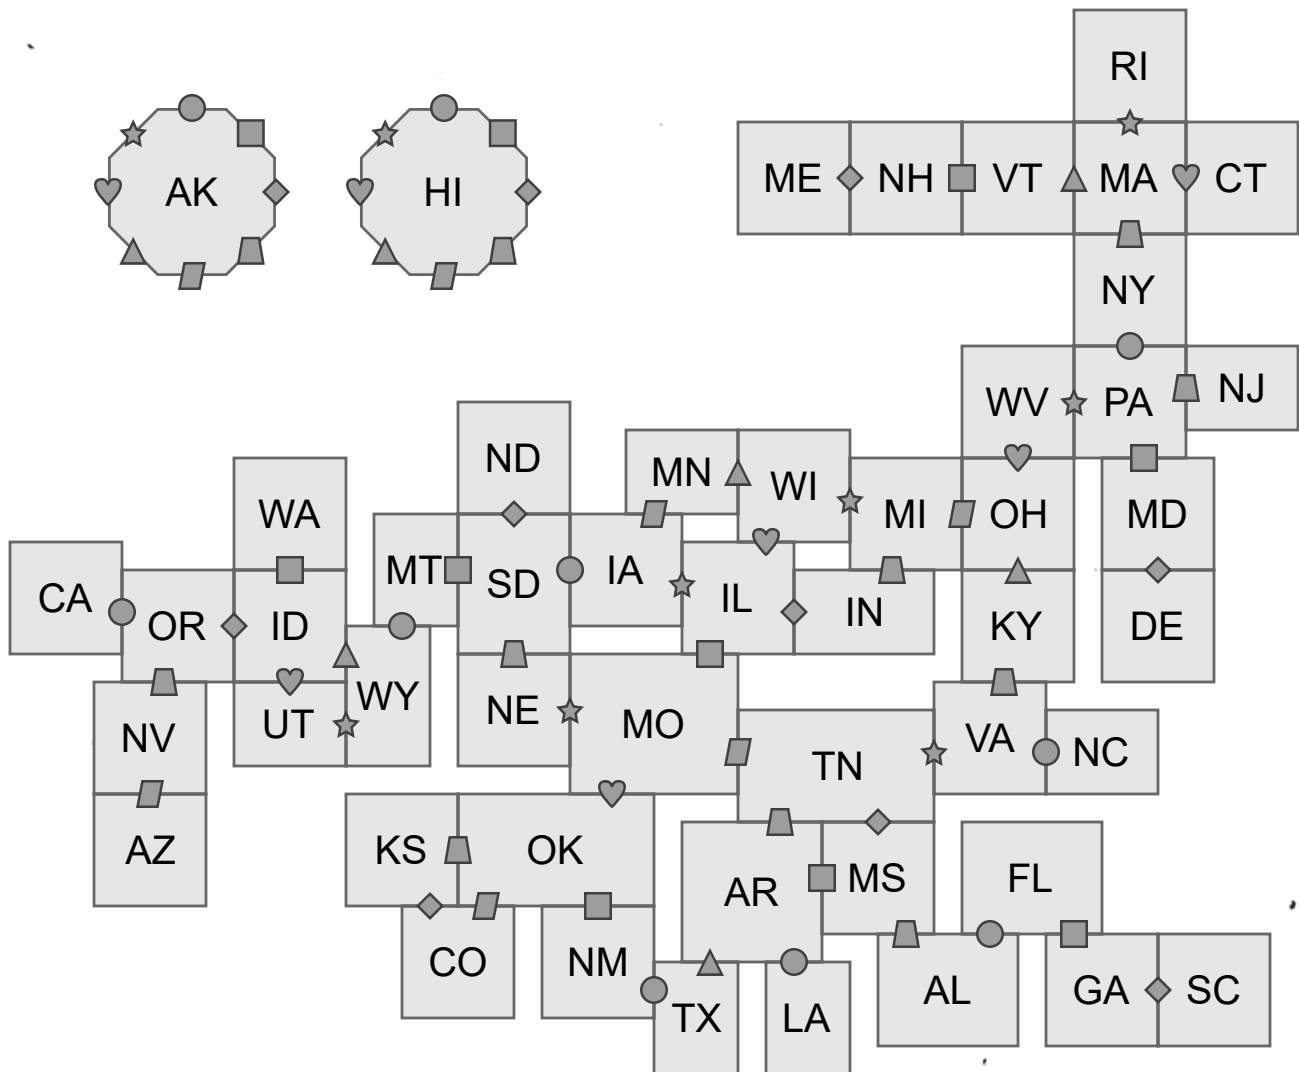 RI
AK HI ME NH VT MA CT
NY
WV PA NJ
ND MN WI
WA MI OH MD
CA OR ID MT SD IA IL IN KY DE
NV UT WY NE MO TN VA NC
AZ KS OK AR MS FL
CO NM TX LA AL GA SC